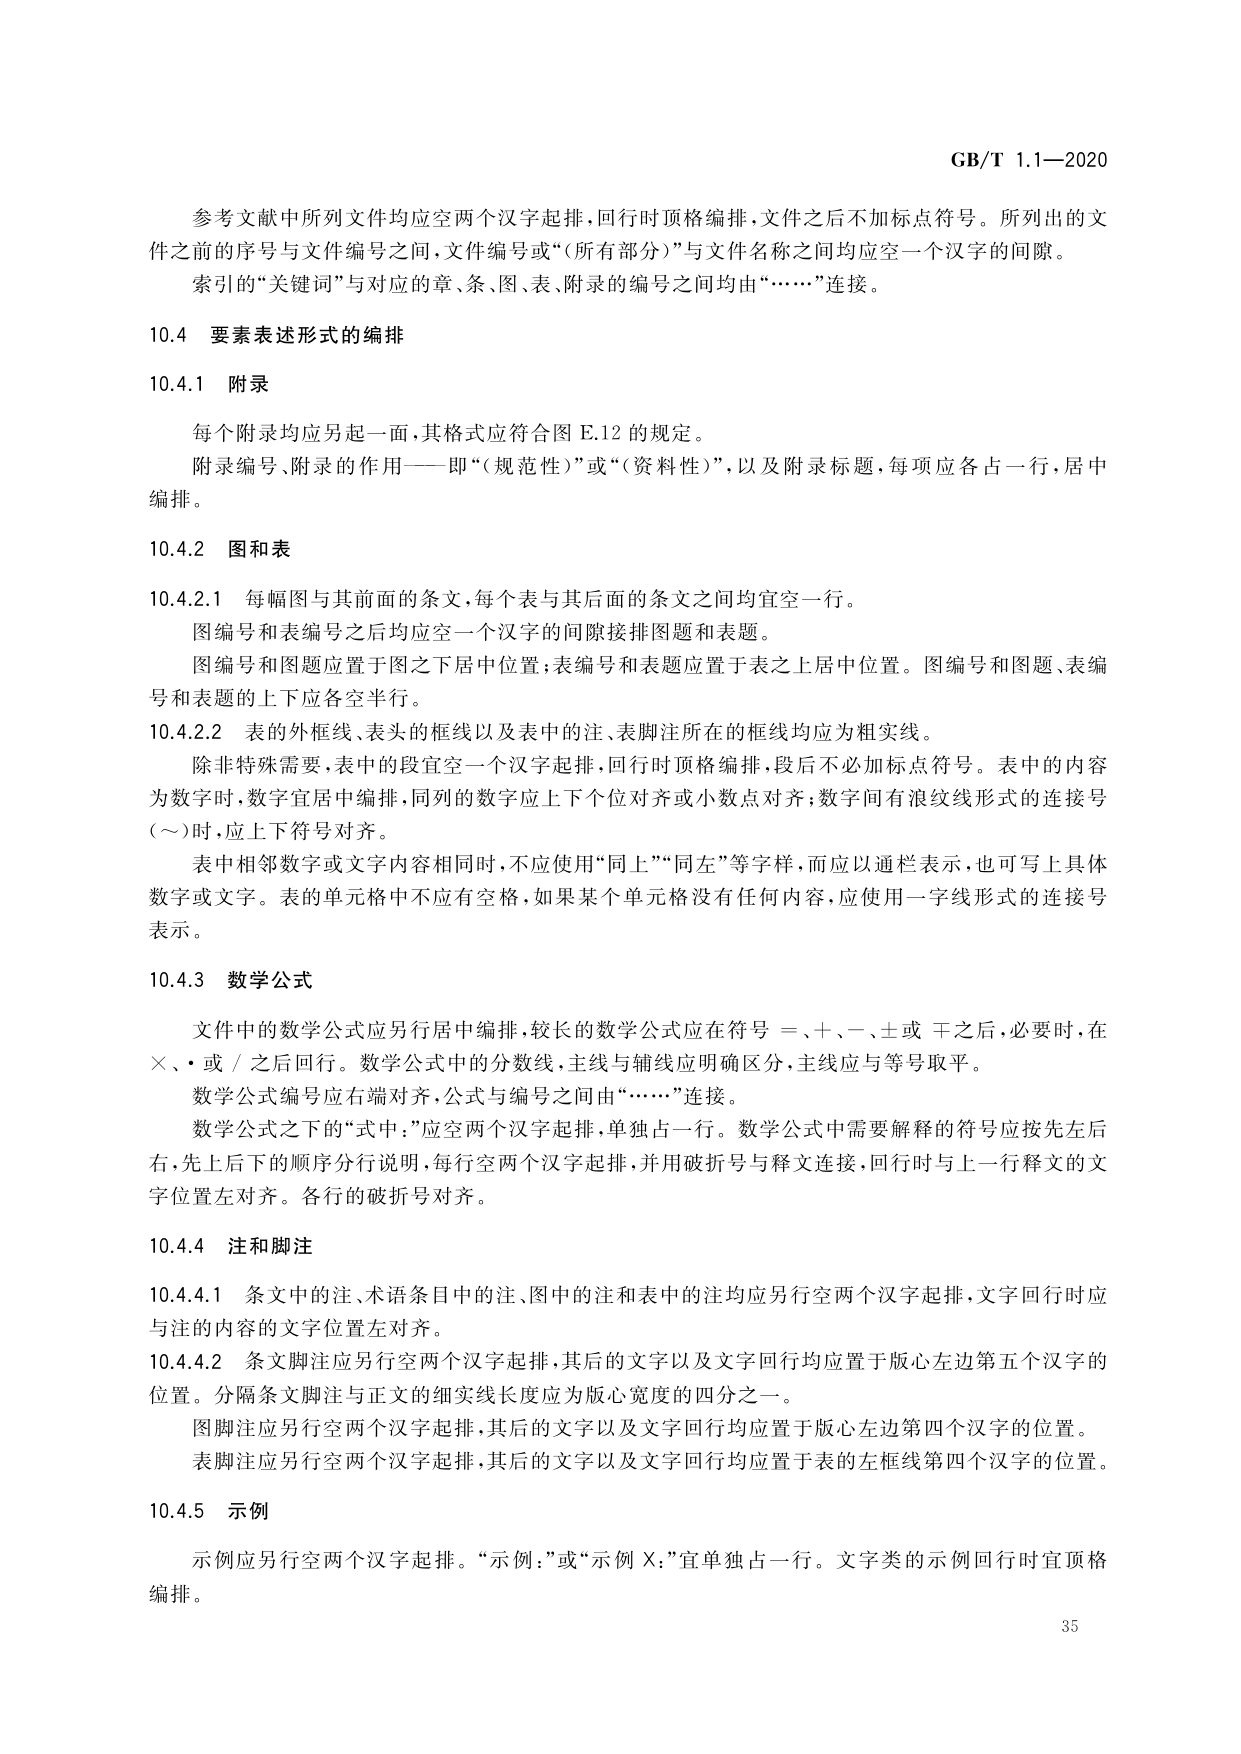 GB/T 1.1—2020
参考文献中所列文件均应空两个汉字起排,回行时顶格编排,文件之后不加标点符号。所列出的文
件之前的序号与文件编号之间,文件编号或“(所有部分)”与文件名称之间均应空一个汉字的间隙。
索引的“关键词”与对应的章、条、图、表、附录的编号之间均由“……”连接。
10.4 要素表述形式的编排
10.4.1 附录
每个附录均应另起一面,其格式应符合图 E.12 的规定。
附录编号、附录的作用——即“(规范性)”或“(资料性)”,以及附录标题,每项应各占一行,居中
编排。
10.4.2 图和表
10.4.2.1 每幅图与其前面的条文,每个表与其后面的条文之间均宜空一行。
图编号和表编号之后均应空一个汉字的间隙接排图题和表题。
图编号和图题应置于图之下居中位置;表编号和表题应置于表之上居中位置。图编号和图题、表编
号和表题的上下应各空半行。
10.4.2.2 表的外框线、表头的框线以及表中的注、表脚注所在的框线均应为粗实线。
除非特殊需要,表中的段宜空一个汉字起排,回行时顶格编排,段后不必加标点符号。表中的内容
为数字时,数字宜居中编排,同列的数字应上下个位对齐或小数点对齐;数字间有浪纹线形式的连接号
(～)时,应上下符号对齐。
表中相邻数字或文字内容相同时,不应使用“同上”“同左”等字样,而应以通栏表示,也可写上具体
数字或文字。表的单元格中不应有空格,如果某个单元格没有任何内容,应使用一字线形式的连接号
表示。
10.4.3 数学公式
文件中的数学公式应另行居中编排,较长的数学公式应在符号 =、+、−、±或 ∓之后,必要时,在
×、· 或 / 之后回行。数学公式中的分数线,主线与辅线应明确区分,主线应与等号取平。
数学公式编号应右端对齐,公式与编号之间由“……”连接。
数学公式之下的“式中:”应空两个汉字起排,单独占一行。数学公式中需要解释的符号应按先左后
右,先上后下的顺序分行说明,每行空两个汉字起排,并用破折号与释文连接,回行时与上一行释文的文
字位置左对齐。各行的破折号对齐。
10.4.4 注和脚注
10.4.4.1 条文中的注、术语条目中的注、图中的注和表中的注均应另行空两个汉字起排,文字回行时应
与注的内容的文字位置左对齐。
10.4.4.2 条文脚注应另行空两个汉字起排,其后的文字以及文字回行均应置于版心左边第五个汉字的
位置。分隔条文脚注与正文的细实线长度应为版心宽度的四分之一。
图脚注应另行空两个汉字起排,其后的文字以及文字回行均应置于版心左边第四个汉字的位置。
表脚注应另行空两个汉字起排,其后的文字以及文字回行均应置于表的左框线第四个汉字的位置。
10.4.5 示例
示例应另行空两个汉字起排。“示例:”或“示例 X:”宜单独占一行。文字类的示例回行时宜顶格
编排。
35